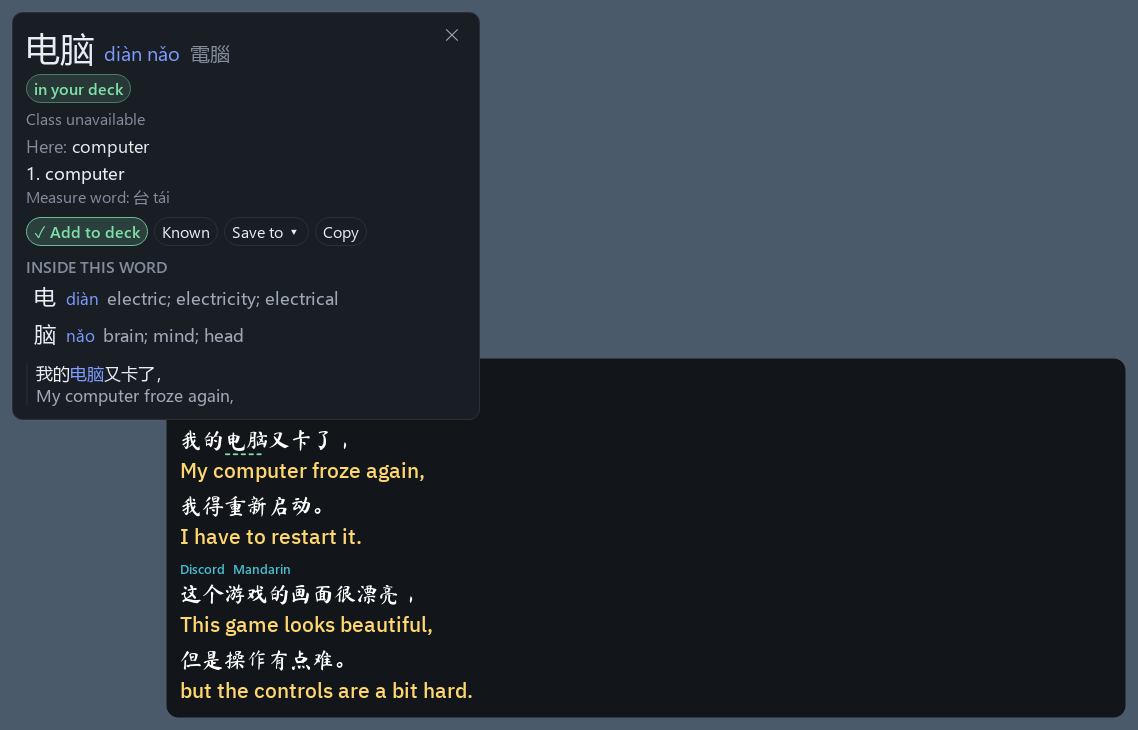 电脑 diàn nǎo 電腦
in your deck
Class unavailable
Here: computer
1. computer
Measure word: 台 tái
✓ Add to deck Known Save to ▾ Copy
INSIDE THIS WORD
电 diàn electric; electricity; electrical
脑 nǎo brain; mind; head
我的电脑又卡了，
My computer froze again,
我的电脑又卡了，
My computer froze again,
我得重新启动。
I have to restart it.
Discord Mandarin
这个游戏的画面很漂亮，
This game looks beautiful,
但是操作有点难。
but the controls are a bit hard.